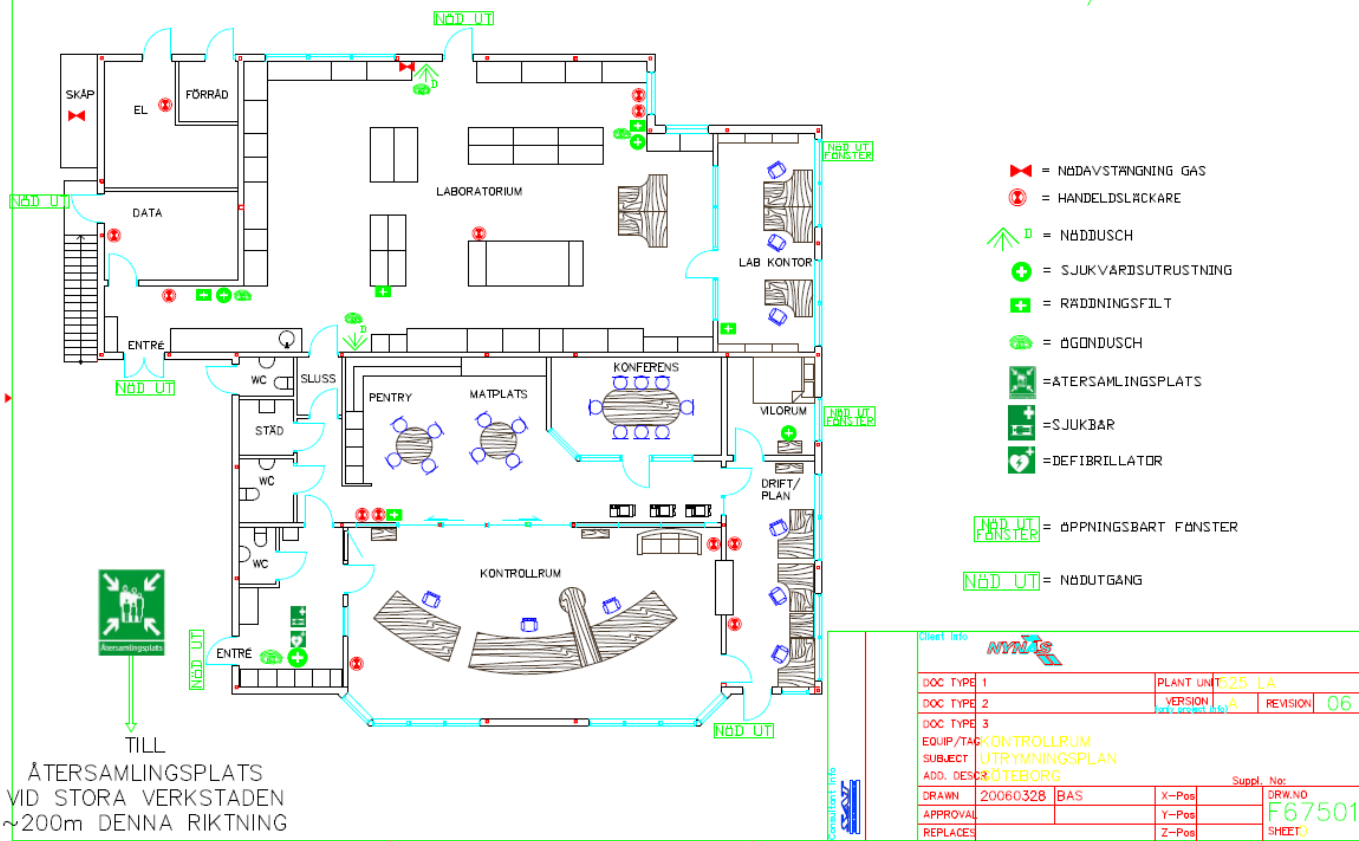 NÖD UT
SKÅP
EL
FÖRRÅD
D
NÖD UT
FÖNSTER
LABORATORIUM
NÖD UT
DATA
LAB KONTOR
ENTRÉ
D
NÖD UT
WC
SLUSS
PENTRY
MATPLATS
KONFERENS
VILORUM
NÖD UT
FÖNSTER
STÄD
WC
DRIFT/
PLAN
WC
KONTROLLRUM
ENTRÉ
NÖD UT
NÖD UT
Återsamlingsplats
TILL
ÅTERSAMLINGSPLATS
VID STORA VERKSTADEN
~200m DENNA RIKTNING
= NÖDAVSTÄNGNING GAS
= HANDELDSLÄCKARE
D = NÖDDUSCH
= SJUKVÅRDSUTRUSTNING
= RÄDDNINGSFILT
= ÖGONDUSCH
=ÅTERSAMLINGSPLATS
=SJUKBÅR
=DEFIBRILLATOR
NÖD UT
FÖNSTER = ÖPPNINGSBART FÖNSTER
NÖD UT = NÖDUTGÅNG
Client info
NYNÄS
DOC TYPE 1 PLANT UNIT 525 LA
DOC TYPE 2 VERSION A REVISION 06
DOC TYPE 3
EQUIP/TAG KONTROLLRUM
SUBJECT UTRYMNINGSPLAN
ADD. DESCR GÖTEBORG
Suppl. No:
DRAWN 20060328 BAS X-Pos DRW.NO
APPROVAL Y-Pos F67501
REPLACES Z-Pos SHEET 0
Consultant info